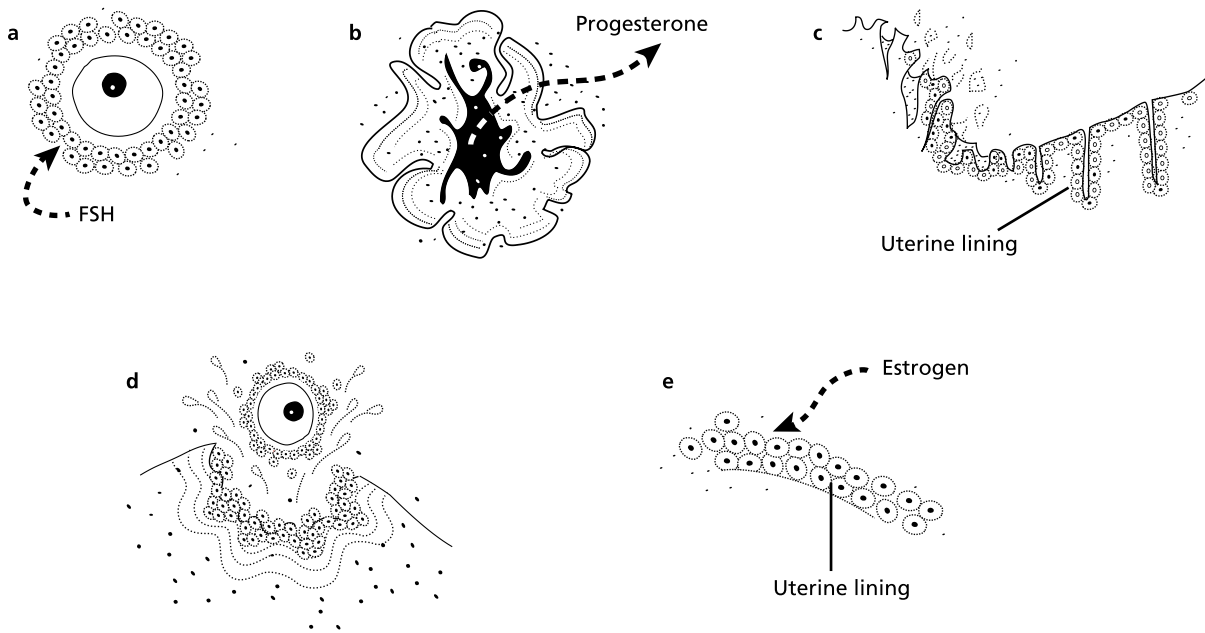 a
FSH
b
Progesterone
c
Uterine lining
d
e
Estrogen
Uterine lining